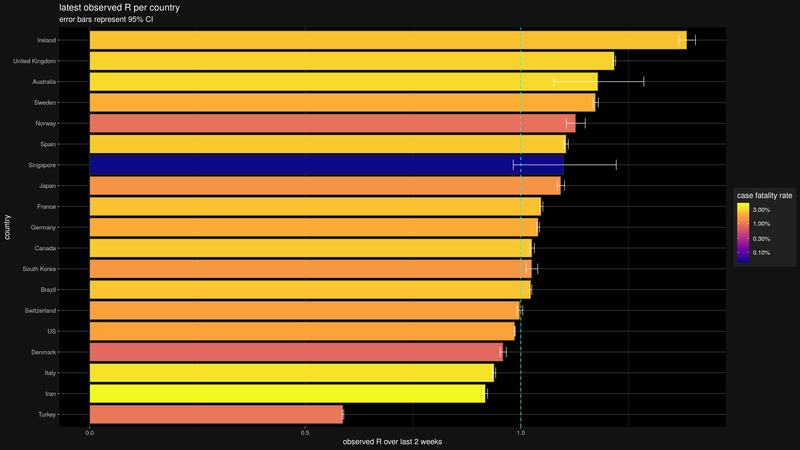 latest observed R per country
error bars represent 95% CI
country
Ireland
United Kingdom
Australia
Sweden
Norway
Spain
Singapore
Japan
France
Germany
Canada
South Korea
Brazil
Switzerland
US
Denmark
Italy
Iran
Turkey
0.0
0.5
1.0
observed R over last 2 weeks
case fatality rate
3.00%
1.00%
0.30%
0.10%